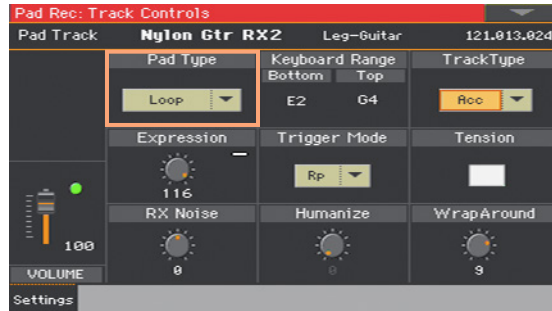 Pad Rec: Track Controls
Pad Track Nylon Gtr RX2 Leg-Guitar 121.013.024
Pad Type Keyboard Range TrackType
Bottom Top
Loop E2 G4 Acc
Expression Trigger Mode Tension
Rp
116
RX Noise Humanize WrapAround
100
0 0 9
VOLUME
Settings